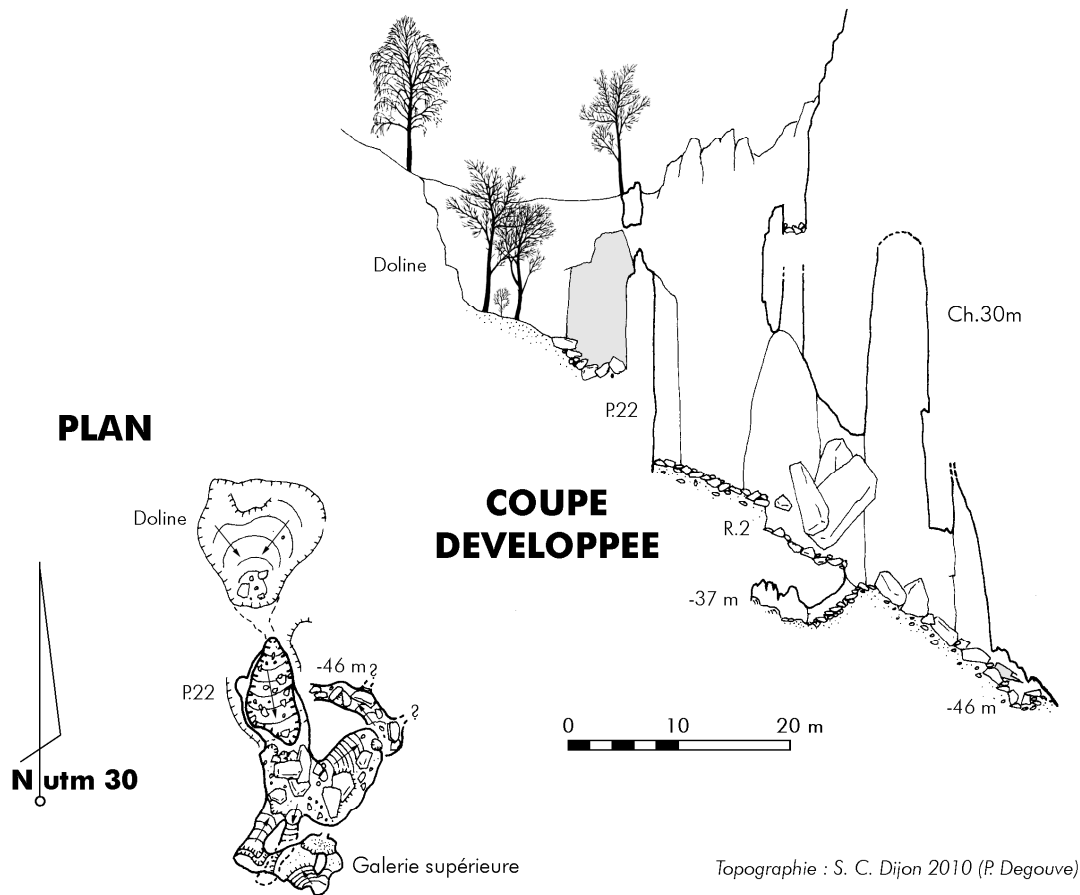 Doline
Ch.30m
P.22
PLAN
COUPE
DEVELOPPEE
Doline
R.2
-37 m
-46 m
P.22
-46 m
?
?
0 10 20 m
N utm 30
Galerie supérieure
Topographie : S. C. Dijon 2010 (P. Degouve)